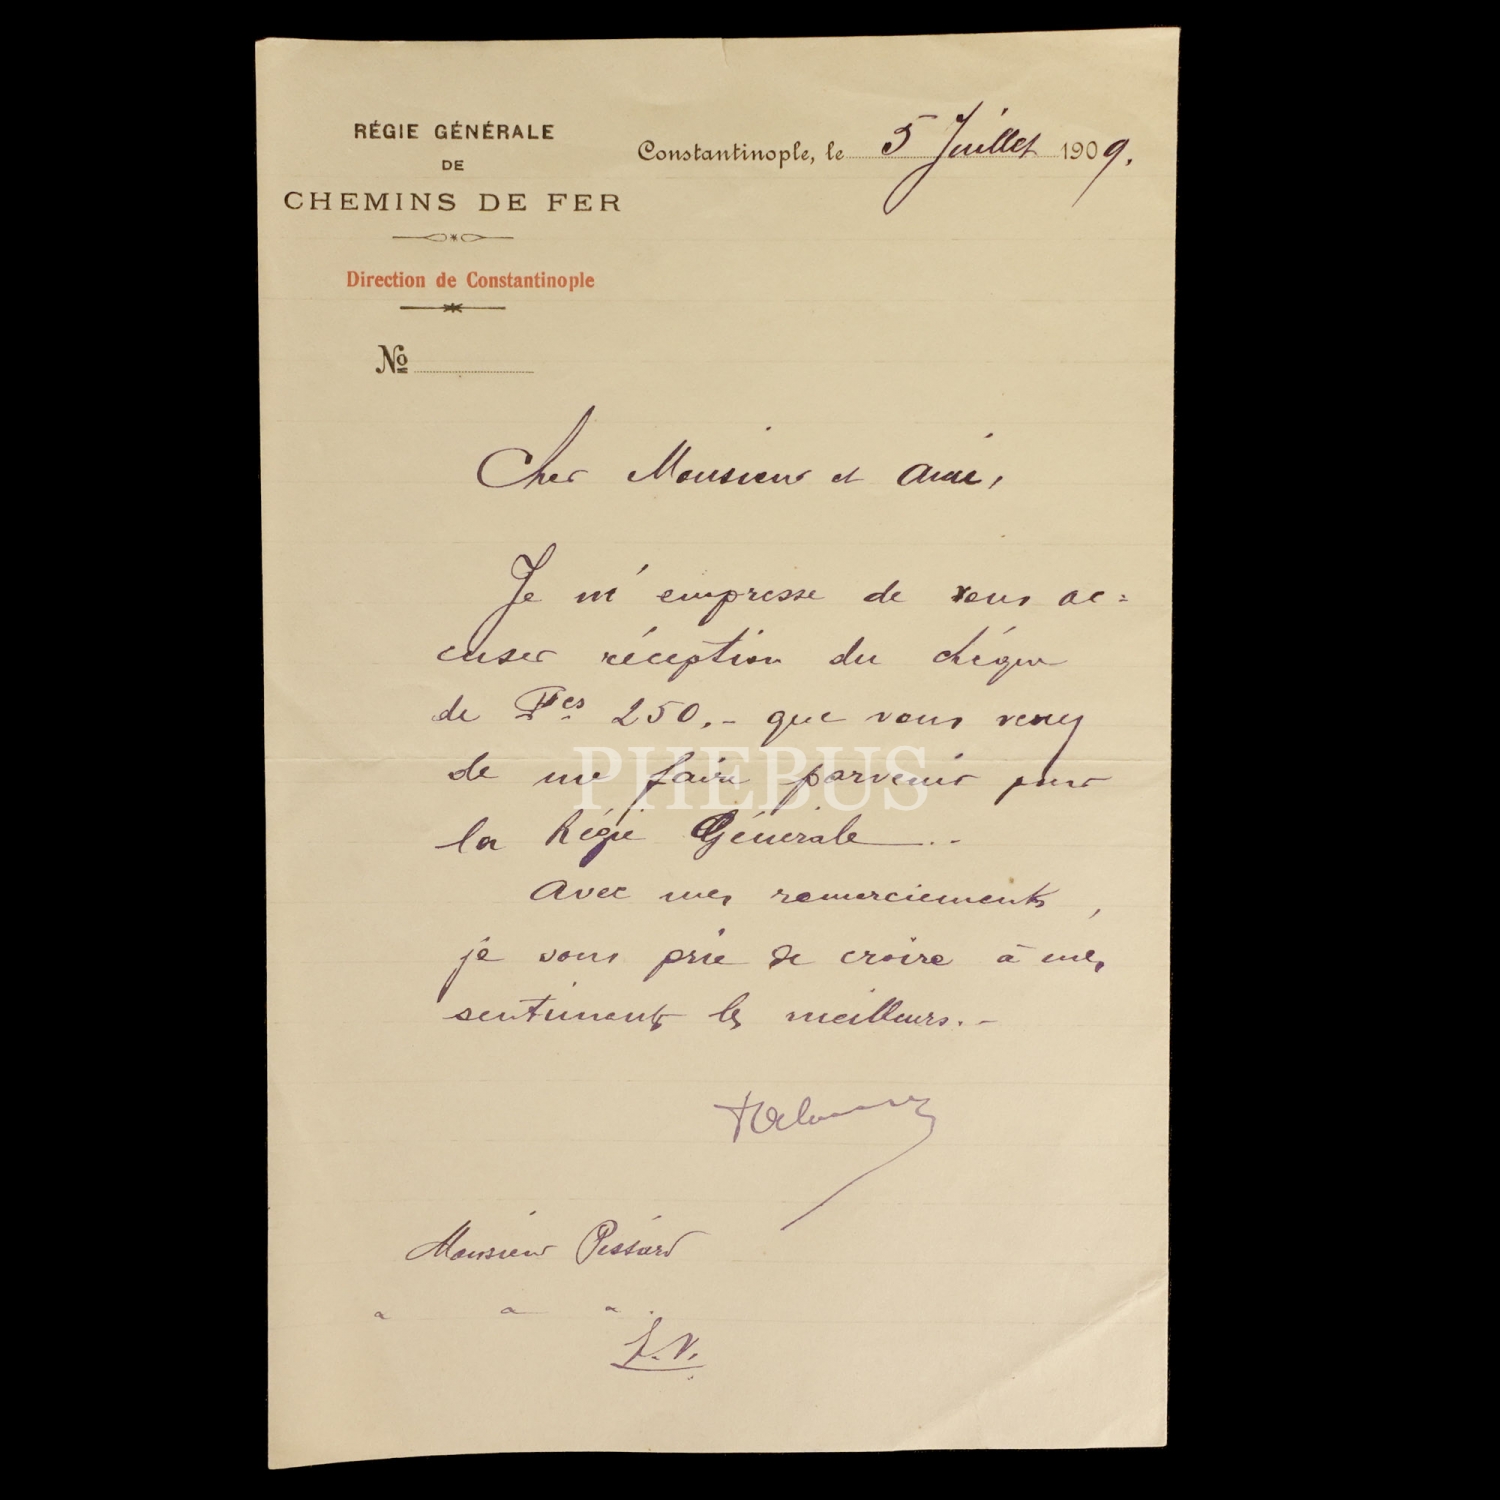 RÉGIE GÉNÉRALE
DE
CHEMINS DE FER
Direction de Constantinople
Nº
Constantinople, le 5 Juillet 1909.
Cher Monsieur et ami,
Je m'empresse de vous ac=
cuser réception du chèque
de Fcs 250.- que vous venez
de me faire parvenir pour
la Régie Générale..
Avec mes remerciements,
je vous prie de croire à mes
sentiments les meilleurs.-
Monsieur Pissard
a a a.
PHEBUS